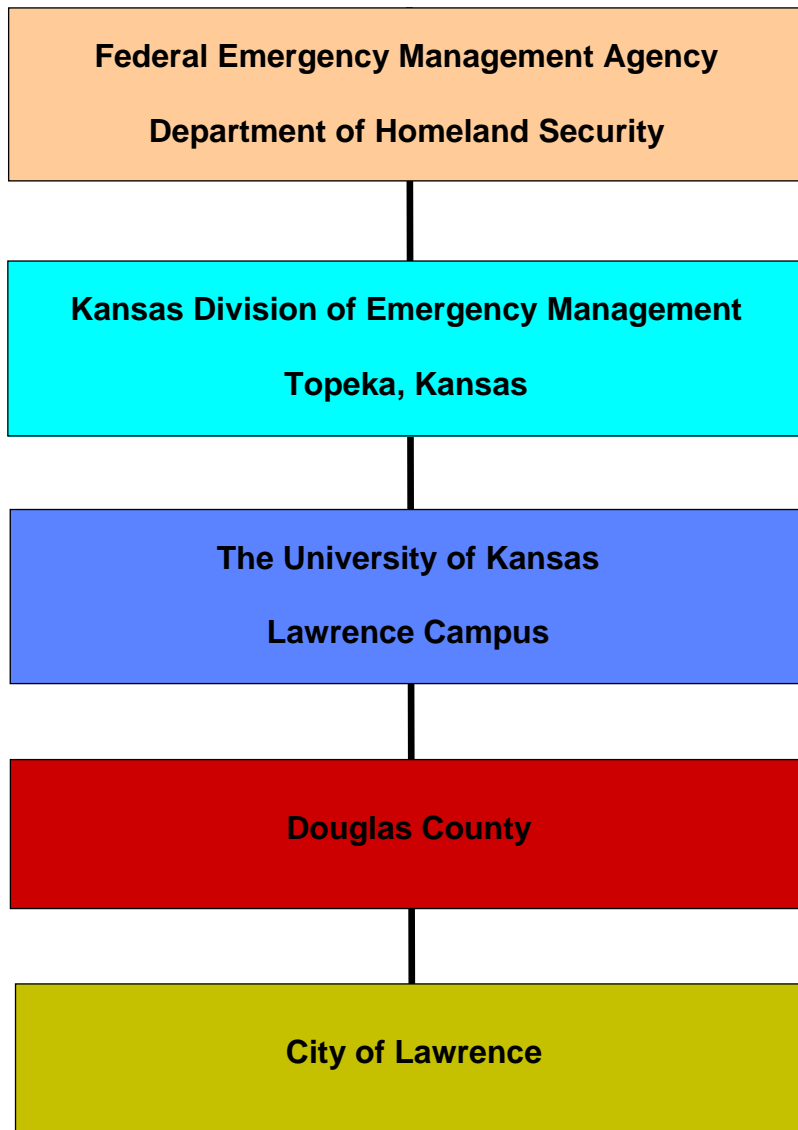 Federal Emergency Management Agency
Department of Homeland Security
Kansas Division of Emergency Management
Topeka, Kansas
The University of Kansas
Lawrence Campus
Douglas County
City of Lawrence